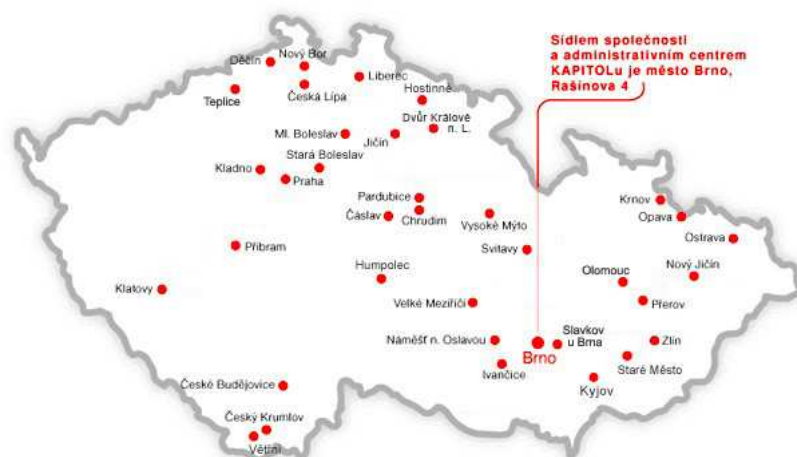 Sídlem společnosti
a administrativním centrem
KAPITOLu je město Brno,
Rašínova 4
Děčín
Nový Bor
Liberec
Teplice
Česká Lípa
Hostinné
Dvůr Králové
n. L.
Ml. Boleslav
Jičín
Stará Boleslav
Kladno
Praha
Pardubice
Čáslav
Chrudim
Vysoké Mýto
Krnov
Opava
Ostrava
Příbram
Svitavy
Humpolec
Olomouc
Nový Jičín
Klatovy
Velké Meziříčí
Přerov
Náměšť n. Oslavou
Brno
Slavkov
u Brna
Zlín
Ivančice
Staré Město
Kyjov
České Budějovice
Český Krumlov
Větřní